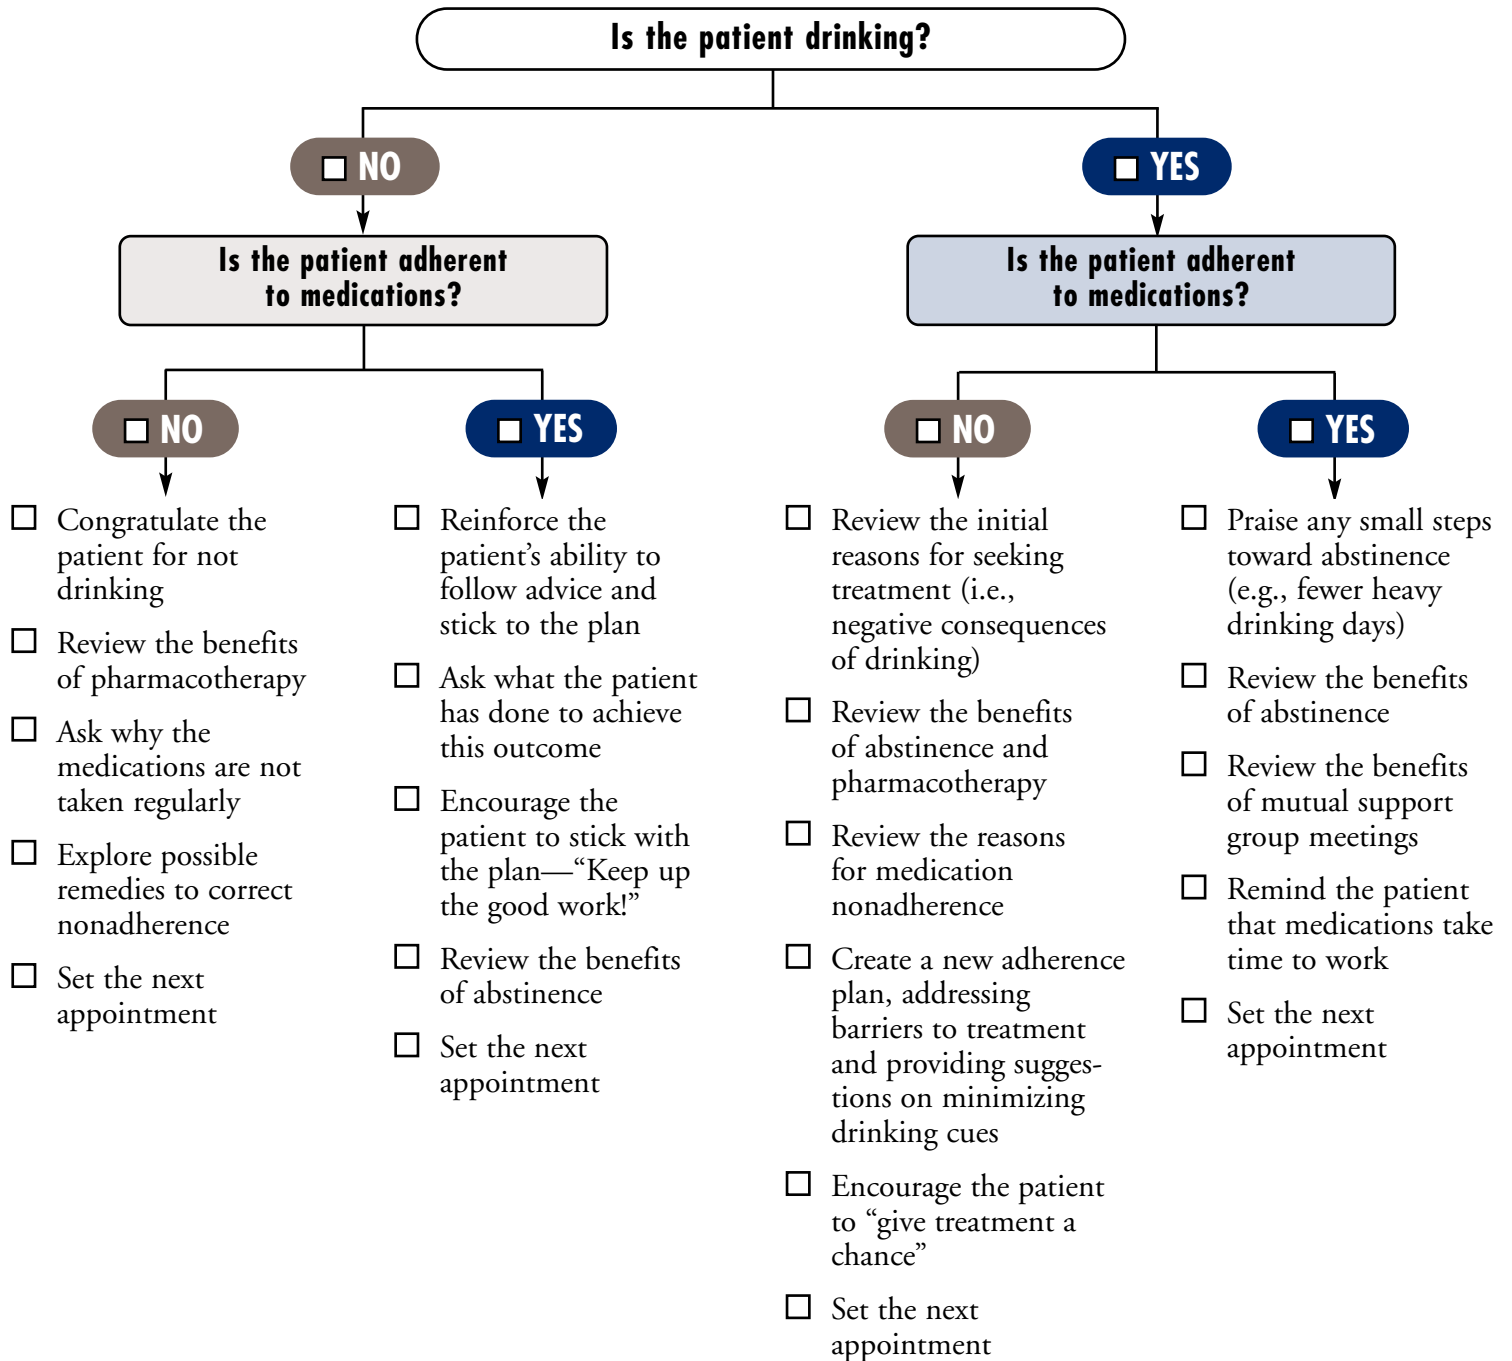 Is the patient drinking?
NO
YES
Is the patient adherent
to medications?
Is the patient adherent
to medications?
NO
YES
NO
YES
Congratulate the
patient for not
drinking
Review the benefits
of pharmacotherapy
Ask why the
medications are not
taken regularly
Explore possible
remedies to correct
nonadherence
Set the next
appointment
Reinforce the
patient’s ability to
follow advice and
stick to the plan
Ask what the patient
has done to achieve
this outcome
Encourage the
patient to stick with
the plan—“Keep up
the good work!”
Review the benefits
of abstinence
Set the next
appointment
Review the initial
reasons for seeking
treatment (i.e.,
negative consequences
of drinking)
Review the benefits
of abstinence and
pharmacotherapy
Review the reasons
for medication
nonadherence
Create a new adherence
plan, addressing
barriers to treatment
and providing sugges-
tions on minimizing
drinking cues
Encourage the patient
to “give treatment a
chance”
Set the next
appointment
Praise any small steps
toward abstinence
(e.g., fewer heavy
drinking days)
Review the benefits
of abstinence
Review the benefits
of mutual support
group meetings
Remind the patient
that medications take
time to work
Set the next
appointment